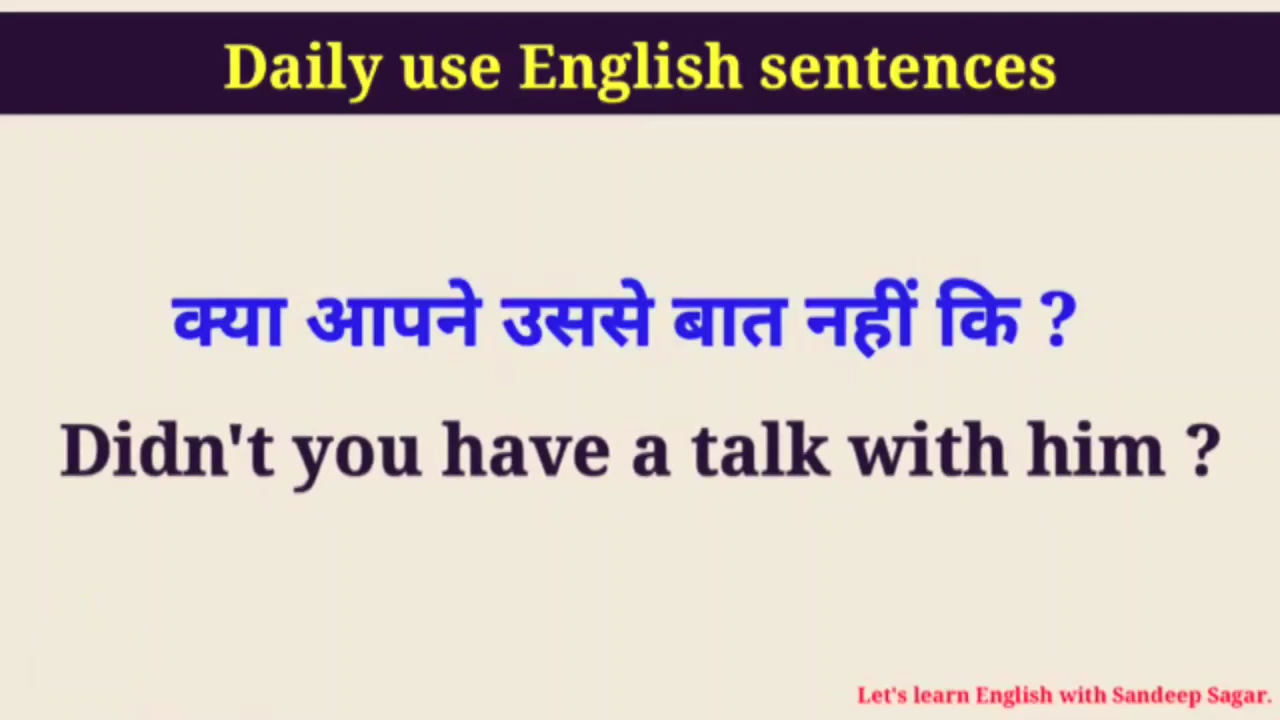 Daily use English sentences
क्या आपने उससे बात नहीं कि ?
Didn't you have a talk with him ?
Let's learn English with Sandeep Sagar.